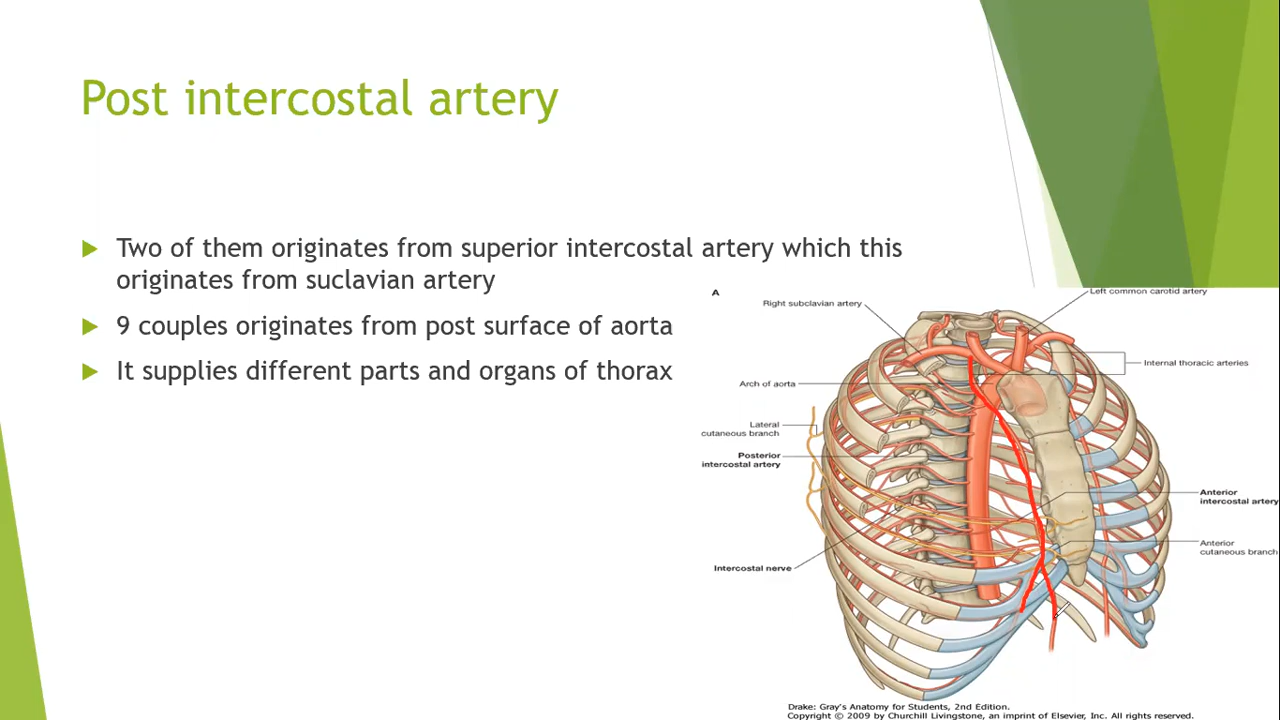 Post intercostal artery
Two of them originates from superior intercostal artery which this
originates from suclavian artery
9 couples originates from post surface of aorta
It supplies different parts and organs of thorax
A
Left common carotid artery
Right subclavian artery
Internal thoracic arteries
Arch of aorta
Lateral
cutaneous branch
Posterior
intercostal artery
Anterior
intercostal artery
Anterior
cutaneous branch
Intercostal nerve
Drake: Gray's Anatomy for Students, 2nd Edition.
Copyright © 2009 by Churchill Livingstone, an imprint of Elsevier, Inc. All rights reserved.